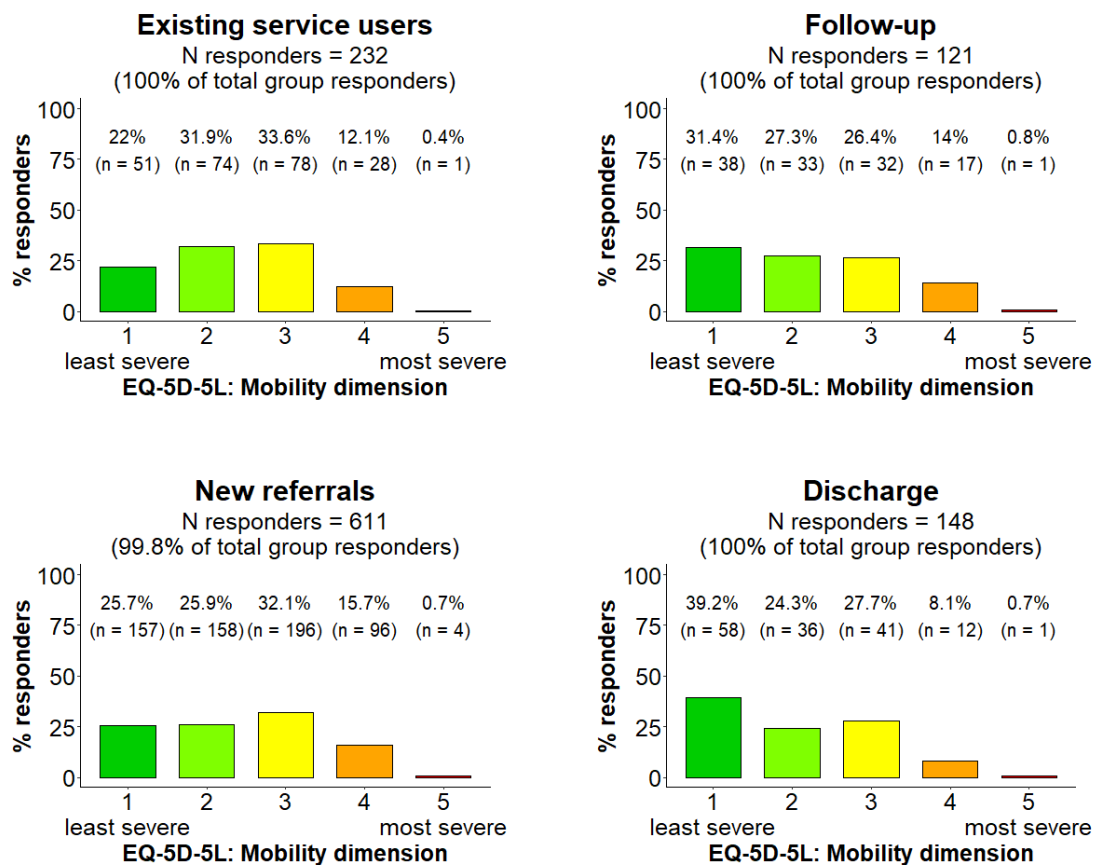 Existing service users
N responders = 232
(100% of total group responders)
100
75
50
25
0
% responders
22% 31.9% 33.6% 12.1% 0.4%
(n = 51) (n = 74) (n = 78) (n = 28) (n = 1)
1 2 3 4 5
least severe most severe
EQ-5D-5L: Mobility dimension
Follow-up
N responders = 121
(100% of total group responders)
100
75
50
25
0
% responders
31.4% 27.3% 26.4% 14% 0.8%
(n = 38) (n = 33) (n = 32) (n = 17) (n = 1)
1 2 3 4 5
least severe most severe
EQ-5D-5L: Mobility dimension
New referrals
N responders = 611
(99.8% of total group responders)
100
75
50
25
0
% responders
25.7% 25.9% 32.1% 15.7% 0.7%
(n = 157) (n = 158) (n = 196) (n = 96) (n = 4)
1 2 3 4 5
least severe most severe
EQ-5D-5L: Mobility dimension
Discharge
N responders = 148
(100% of total group responders)
100
75
50
25
0
% responders
39.2% 24.3% 27.7% 8.1% 0.7%
(n = 58) (n = 36) (n = 41) (n = 12) (n = 1)
1 2 3 4 5
least severe most severe
EQ-5D-5L: Mobility dimension